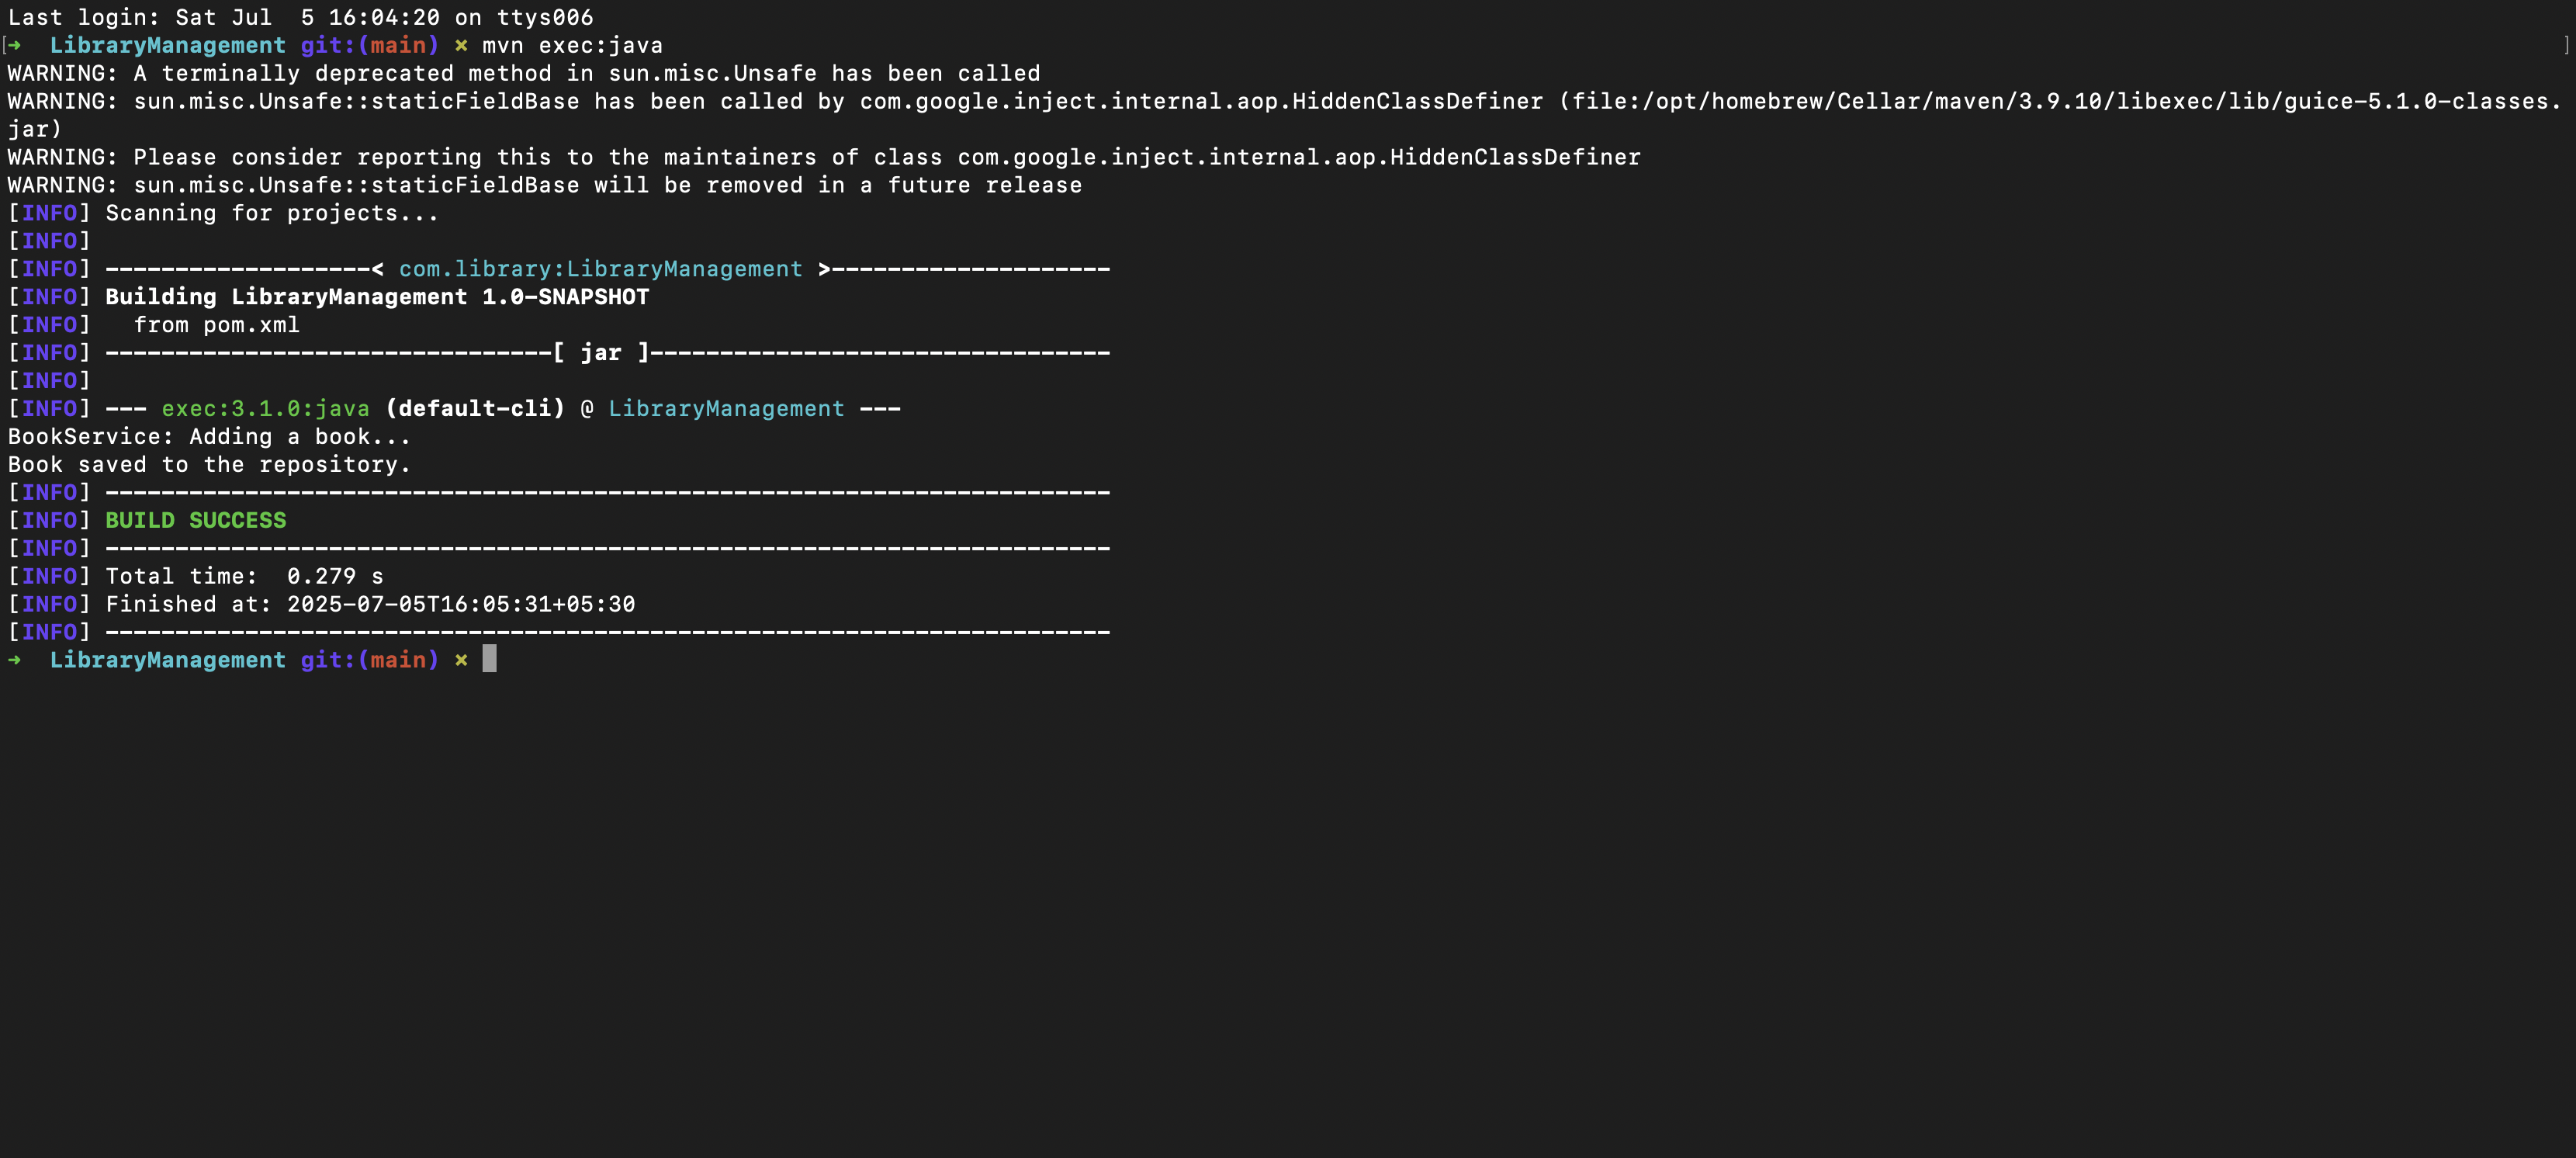 Last login: Sat Jul  5 16:04:20 on ttys006
[➜  LibraryManagement git:(main) ✗ mvn exec:java ]
WARNING: A terminally deprecated method in sun.misc.Unsafe has been called
WARNING: sun.misc.Unsafe::staticFieldBase has been called by com.google.inject.internal.aop.HiddenClassDefiner (file:/opt/homebrew/Cellar/maven/3.9.10/libexec/lib/guice-5.1.0-classes.
jar)
WARNING: Please consider reporting this to the maintainers of class com.google.inject.internal.aop.HiddenClassDefiner
WARNING: sun.misc.Unsafe::staticFieldBase will be removed in a future release
[INFO] Scanning for projects...
[INFO]
[INFO] -------------------< com.library:LibraryManagement >--------------------
[INFO] Building LibraryManagement 1.0-SNAPSHOT
[INFO]   from pom.xml
[INFO] --------------------------------[ jar ]---------------------------------
[INFO]
[INFO] --- exec:3.1.0:java (default-cli) @ LibraryManagement ---
BookService: Adding a book...
Book saved to the repository.
[INFO] ------------------------------------------------------------------------
[INFO] BUILD SUCCESS
[INFO] ------------------------------------------------------------------------
[INFO] Total time:  0.279 s
[INFO] Finished at: 2025-07-05T16:05:31+05:30
[INFO] ------------------------------------------------------------------------
➜  LibraryManagement git:(main) ✗